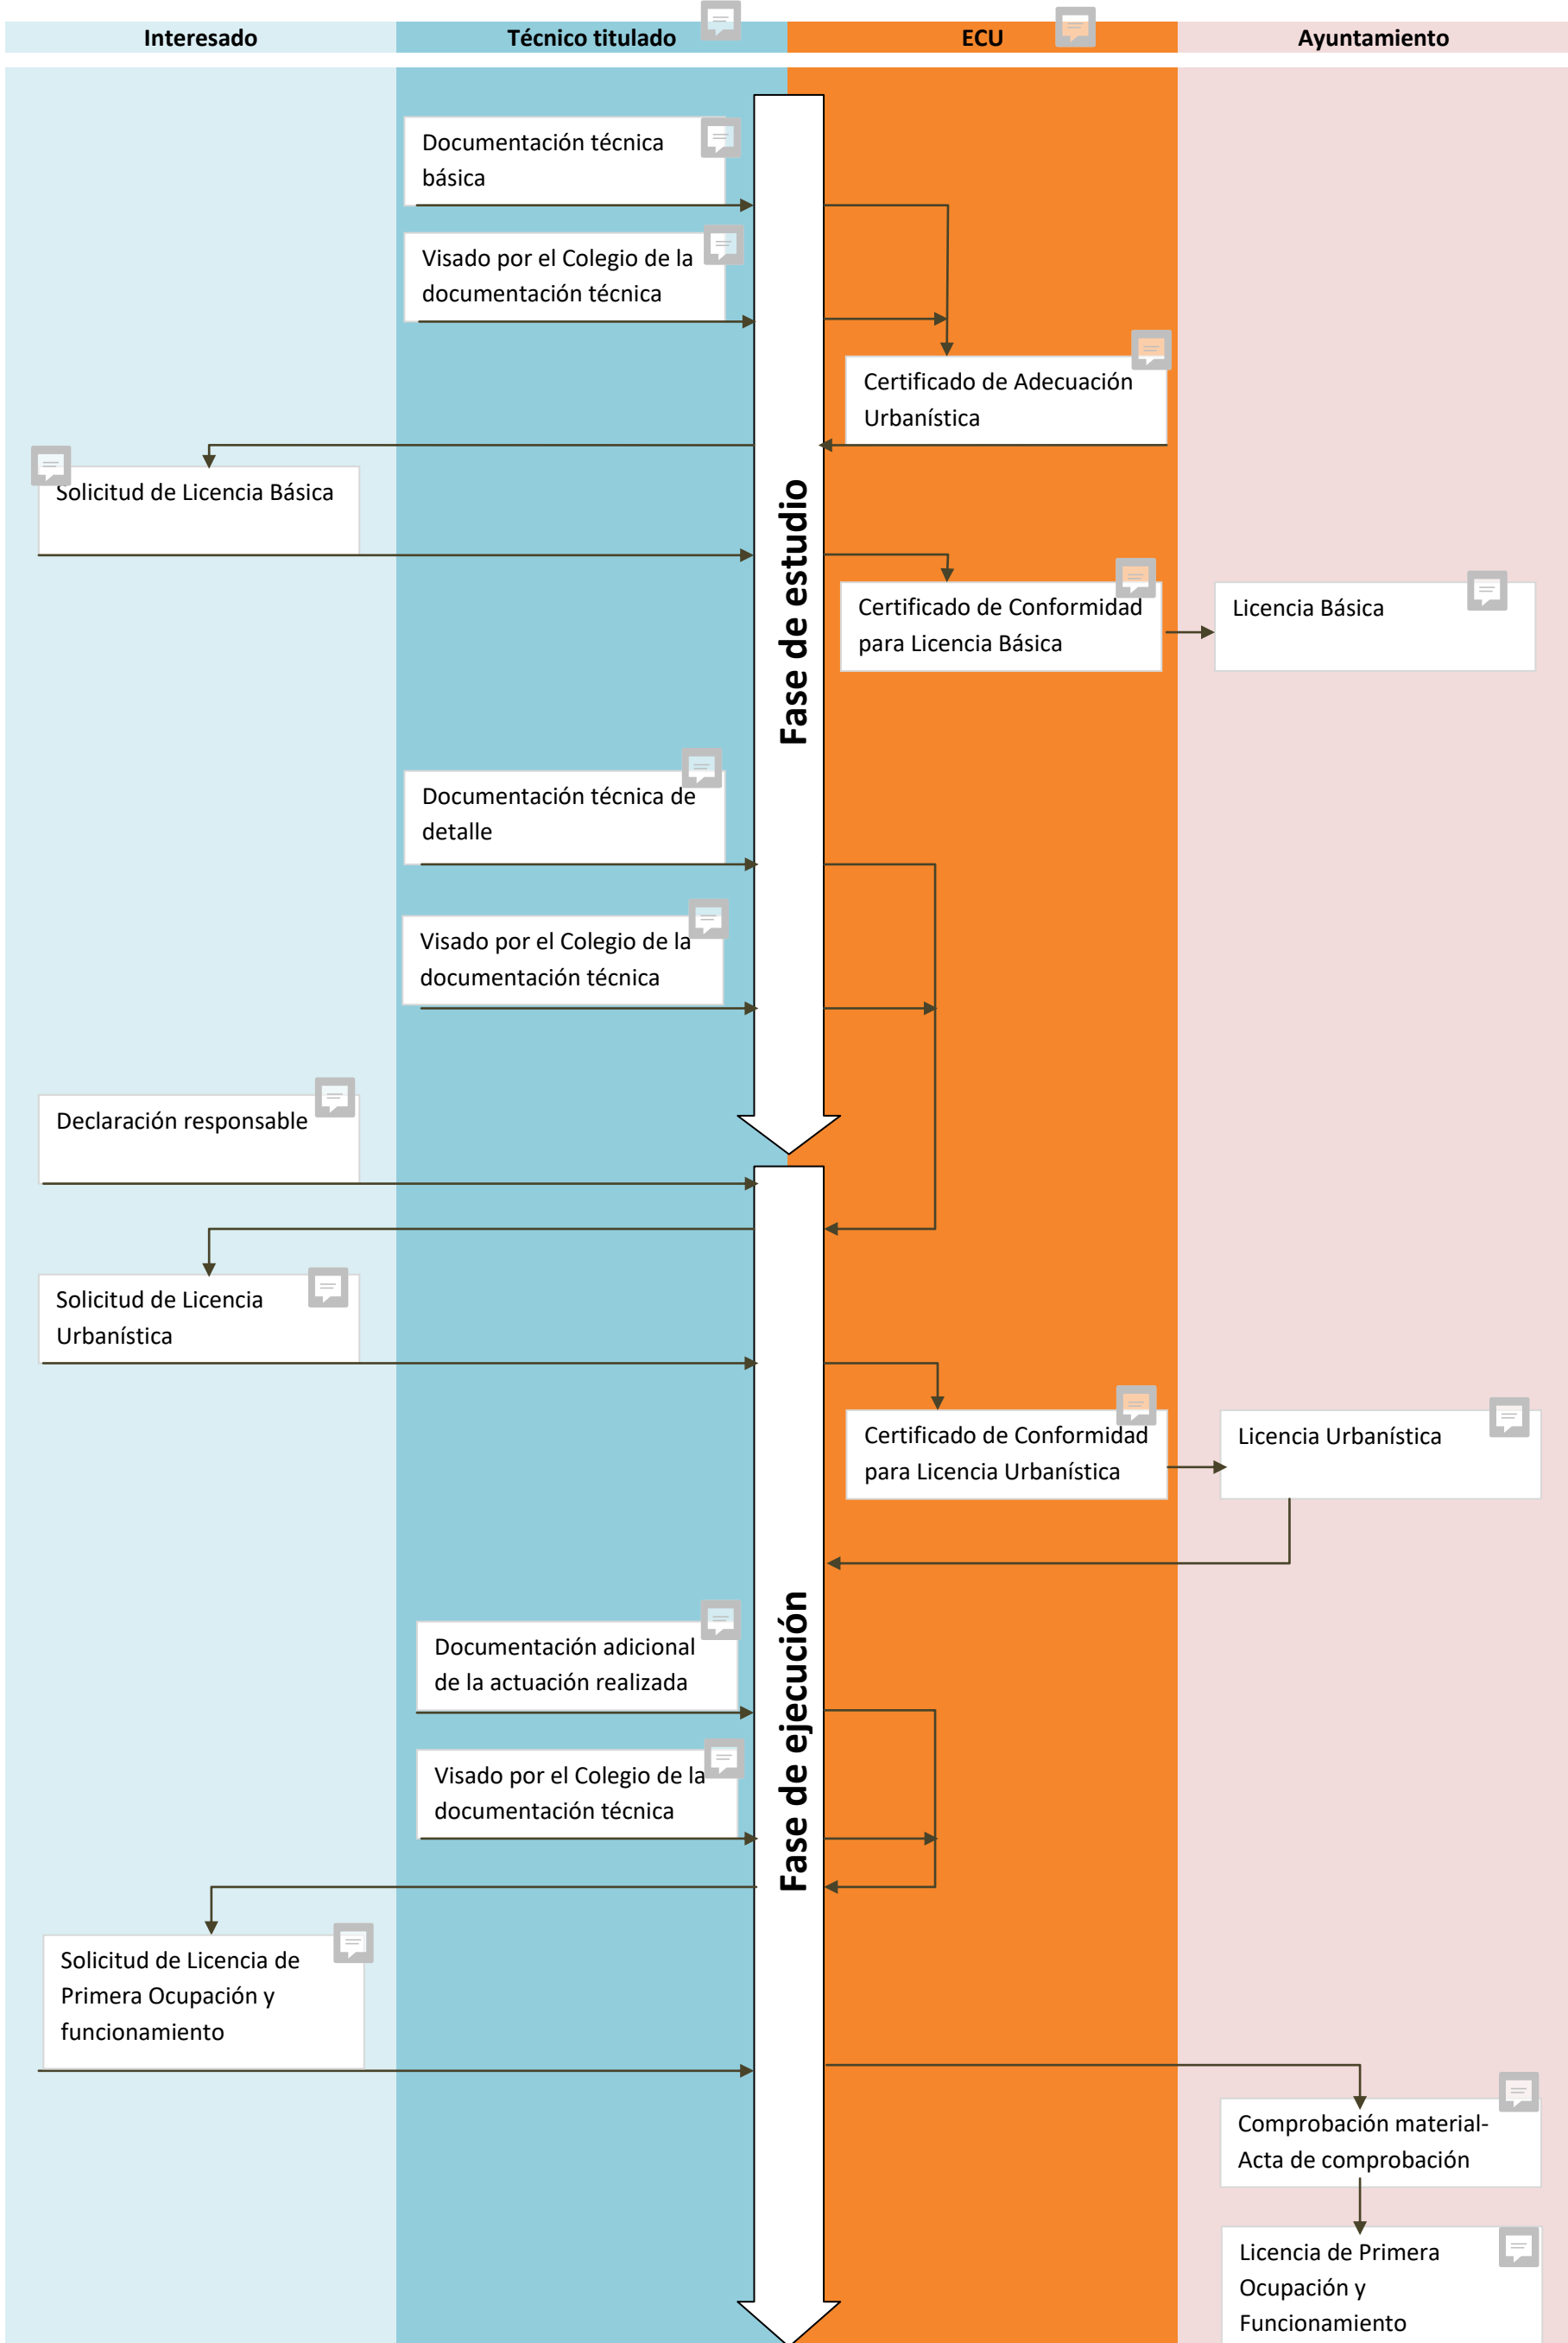 Interesado
Técnico titulado
ECU
Ayuntamiento
Documentación técnica
básica
Visado por el Colegio de la
documentación técnica
Certificado de Adecuación
Urbanística
Solicitud de Licencia Básica
Fase de estudio
Certificado de Conformidad
para Licencia Básica
Licencia Básica
Documentación técnica de
detalle
Visado por el Colegio de la
documentación técnica
Declaración responsable
Solicitud de Licencia
Urbanística
Certificado de Conformidad
para Licencia Urbanística
Licencia Urbanística
Fase de ejecución
Documentación adicional
de la actuación realizada
Visado por el Colegio de la
documentación técnica
Solicitud de Licencia de
Primera Ocupación y
funcionamiento
Comprobación material-
Acta de comprobación
Licencia de Primera
Ocupación y
Funcionamiento